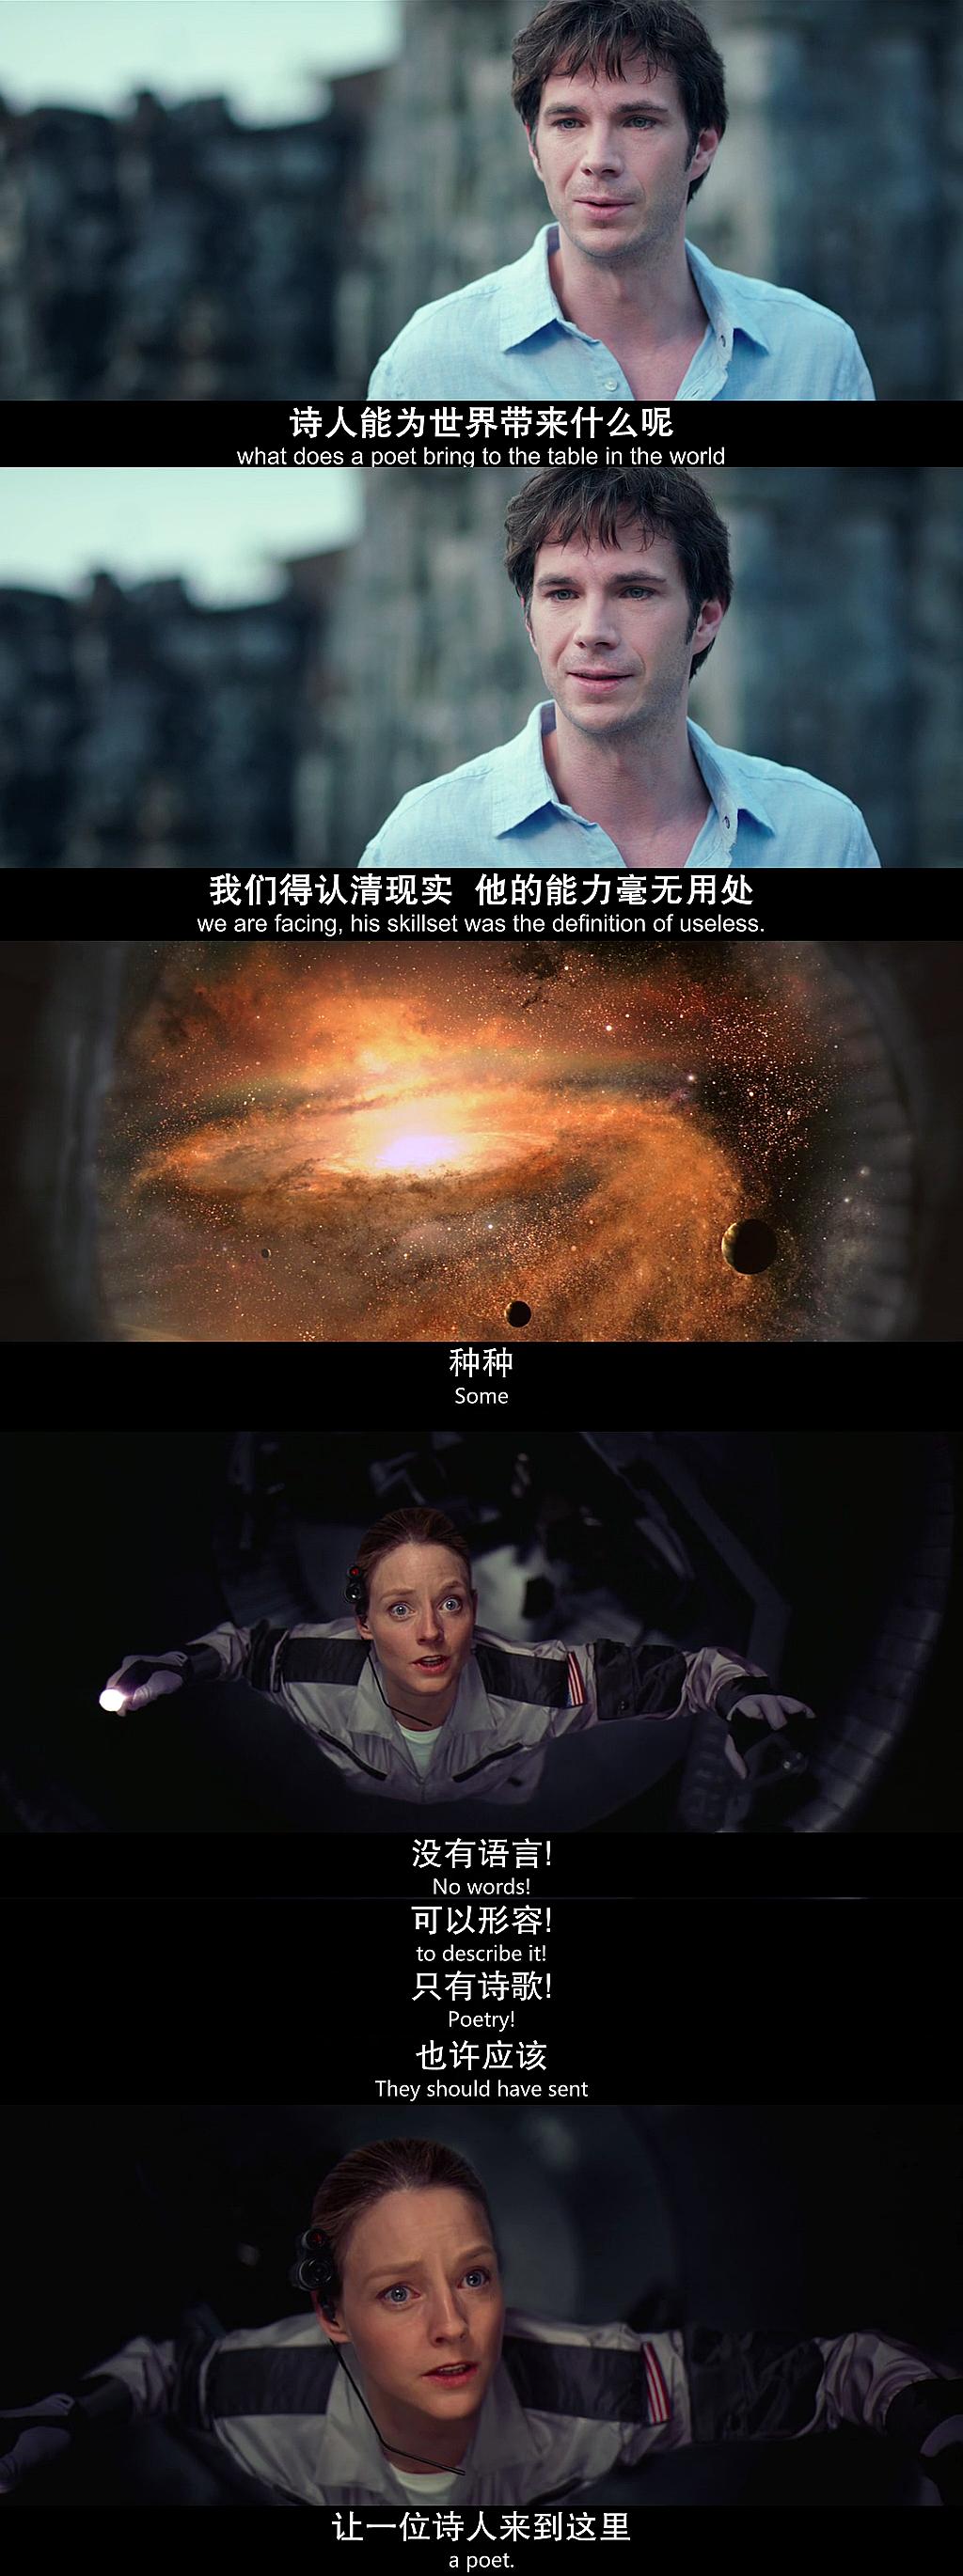 诗人能为世界带来什么呢
what does a poet bring to the table in the world
我们得认清现实 他的能力毫无用处
we are facing, his skillset was the definition of useless.
种种
Some
没有语言!
No words!
可以形容!
to describe it!
只有诗歌!
Poetry!
也许应该
They should have sent
让一位诗人来到这里
a poet.